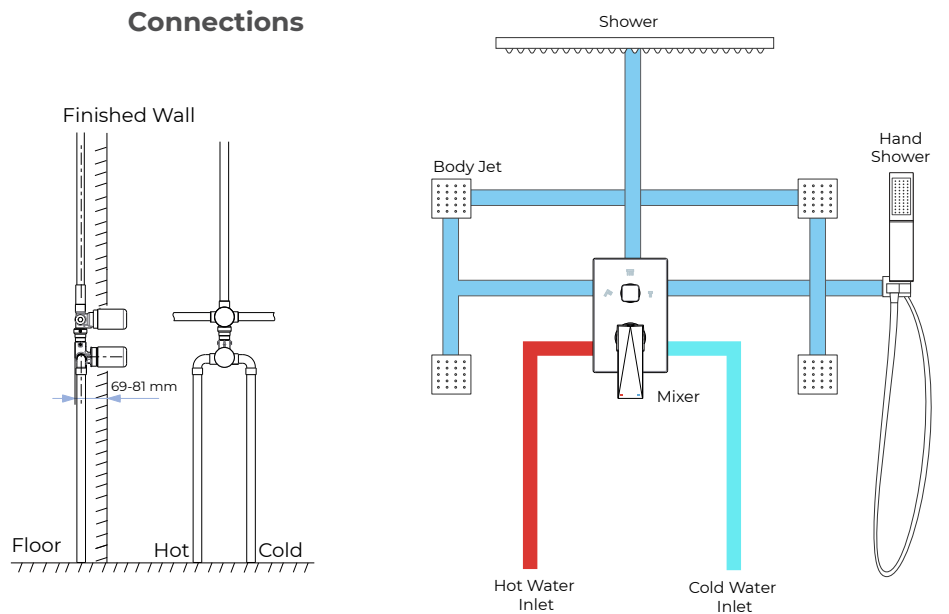 Connections
Shower
Finished Wall
Hand
Shower
Body Jet
69-81 mm
Mixer
Floor
Hot
Cold
Hot Water
Inlet
Cold Water
Inlet